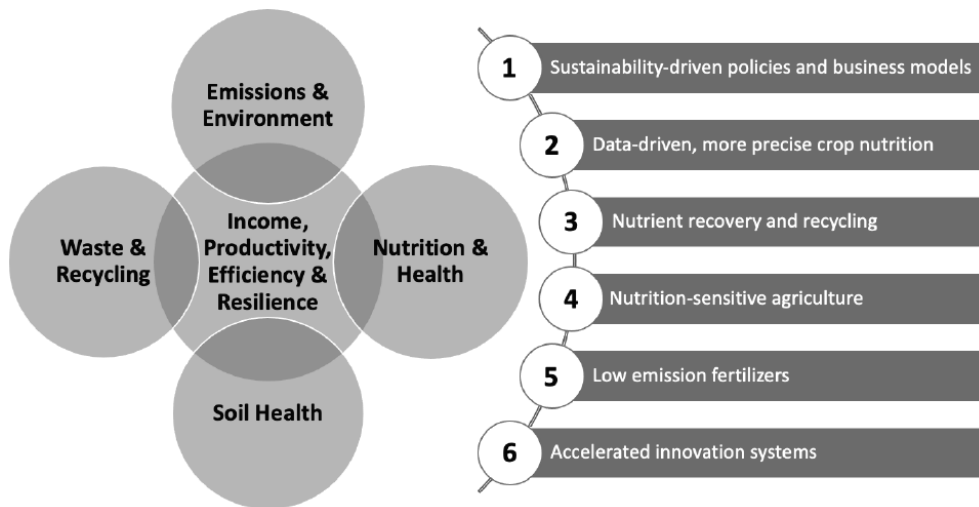 Emissions &
Environment
Waste &
Recycling
Income,
Productivity,
Efficiency &
Resilience
Nutrition &
Health
Soil Health
1 Sustainability-driven policies and business models
2 Data-driven, more precise crop nutrition
3 Nutrient recovery and recycling
4 Nutrition-sensitive agriculture
5 Low emission fertilizers
6 Accelerated innovation systems